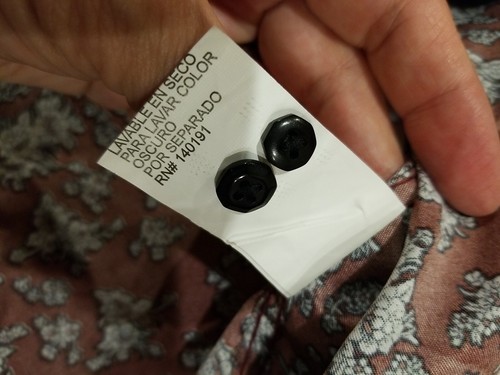 LAVABLE EN SECO
PARA LAVAR COLOR
OSCURO
POR SEPARADO
RN# 140191